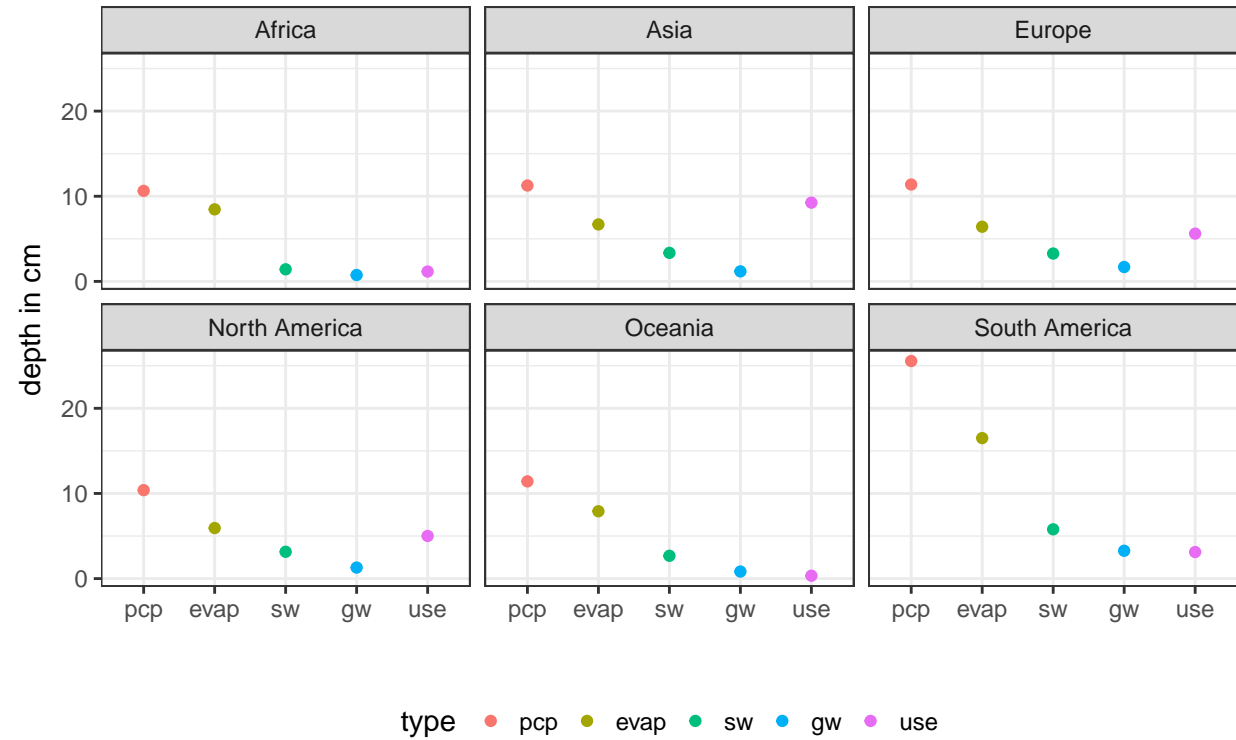 Africa Asia Europe
20
10
0
depth in cm
North America Oceania South America
20
10
0
pcp evap sw gw use pcp evap sw gw use pcp evap sw gw use
type pcp evap sw gw use